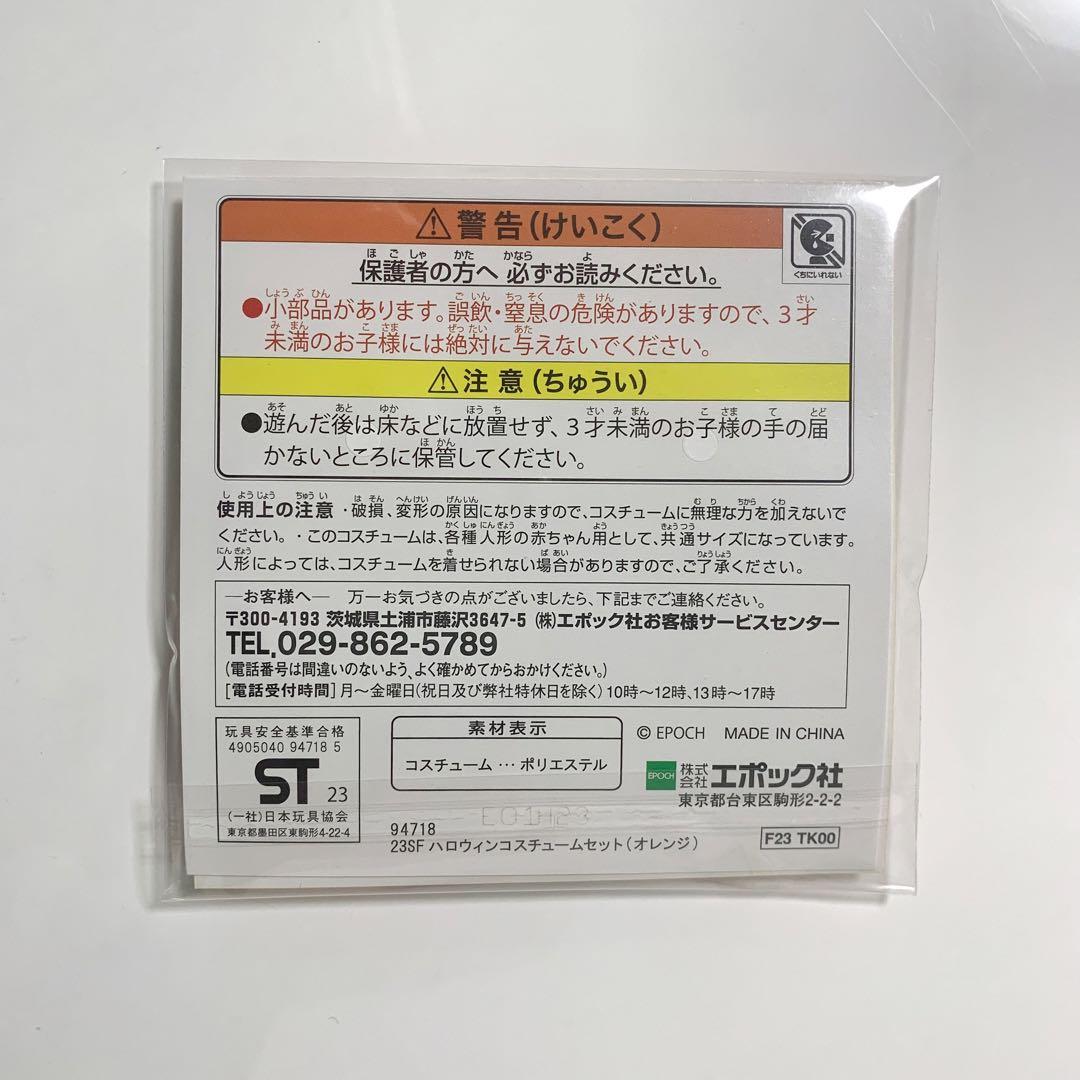 ⚠警告(けいこく)
くちにいれない
保護者の方へ 必ずお読みください。
●小部品があります。誤飲・窒息の危険がありますので、3才
未満のお子様には絶対に与えないでください。
⚠注意(ちゅうい)
●遊んだ後は床などに放置せず、3才未満のお子様の手の届
かないところに保管してください。
使用上の注意 ・破損、変形の原因になりますので、コスチュームに無理な力を加えないで
ください。・このコスチュームは、各種人形の赤ちゃん用として、共通サイズになっています。
人形によっては、コスチュームを着せられない場合がありますので、ご了承ください。
―お客様へ― 万一お気づきの点がございましたら、下記までご連絡ください。
〒300-4193 茨城県土浦市藤沢3647-5 (株)エポック社お客様サービスセンター
TEL.029-862-5789
(電話番号は間違いのないよう、よく確かめてからおかけください。)
[電話受付時間]月〜金曜日(祝日及び弊社特休日を除く)10時〜12時、13時〜17時
玩具安全基準合格
4905040 94718 5
ST 23
(一社)日本玩具協会
東京都墨田区東駒形4-22-4
素材表示
コスチューム … ポリエステル
© EPOCH MADE IN CHINA
EPOCH 株式会社 エポック社
東京都台東区駒形2-2-2
E01H23
94718
23SF ハロウィンコスチュームセット(オレンジ)
F23 TK00